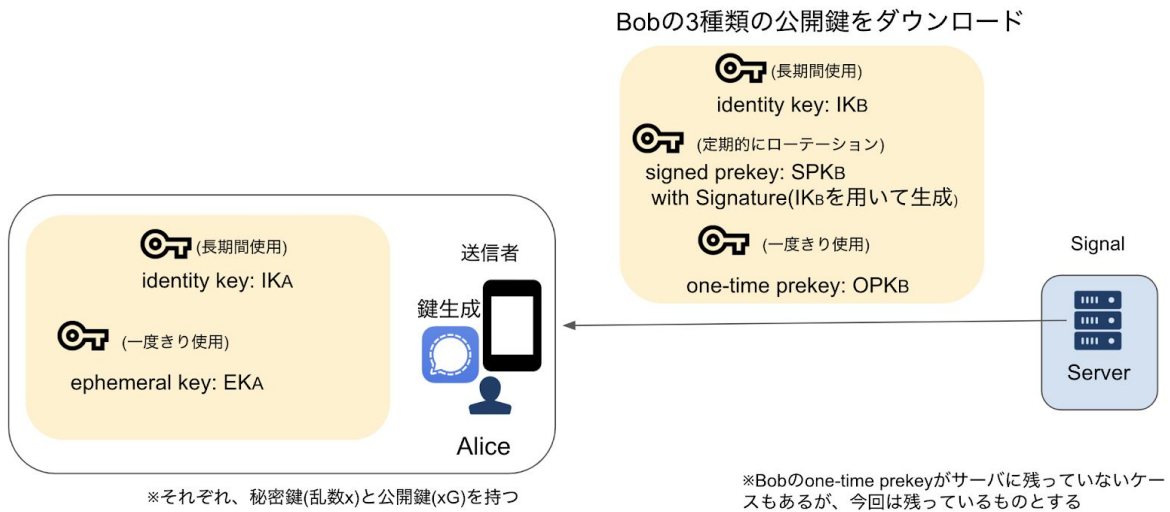 Bobの3種類の公開鍵をダウンロード
(長期間使用)
identity key: IKB
(定期的にローテーション)
signed prekey: SPKB
with Signature(IKBを用いて生成)
(一度きり使用)
one-time prekey: OPKB
Signal
Server
(長期間使用)
identity key: IKA
(一度きり使用)
ephemeral key: EKA
送信者
鍵生成
Alice
※それぞれ、秘密鍵(乱数x)と公開鍵(xG)を持つ
※Bobのone-time prekeyがサーバに残っていないケー
スもあるが、今回は残っているものとする